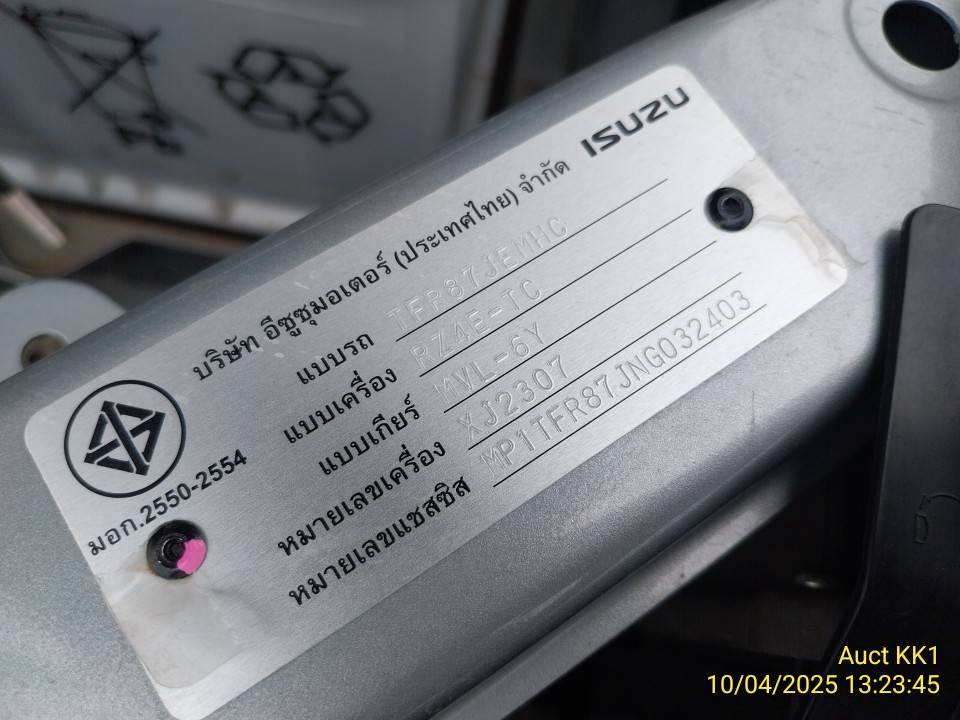 ISUZU
บริษัท อีซูซุมอเตอร์ (ประเทศไทย) จำกัด
แบบรถ TFR87JEMHC
แบบเครื่อง RZ4E-TC
แบบเกียร์ MVL-6Y
หมายเลขเครื่อง XJ2307
หมายเลขแชสซิส MP1TFR87JNG032403
มอก.2550-2554
Auct KK1
10/04/2025 13:23:45